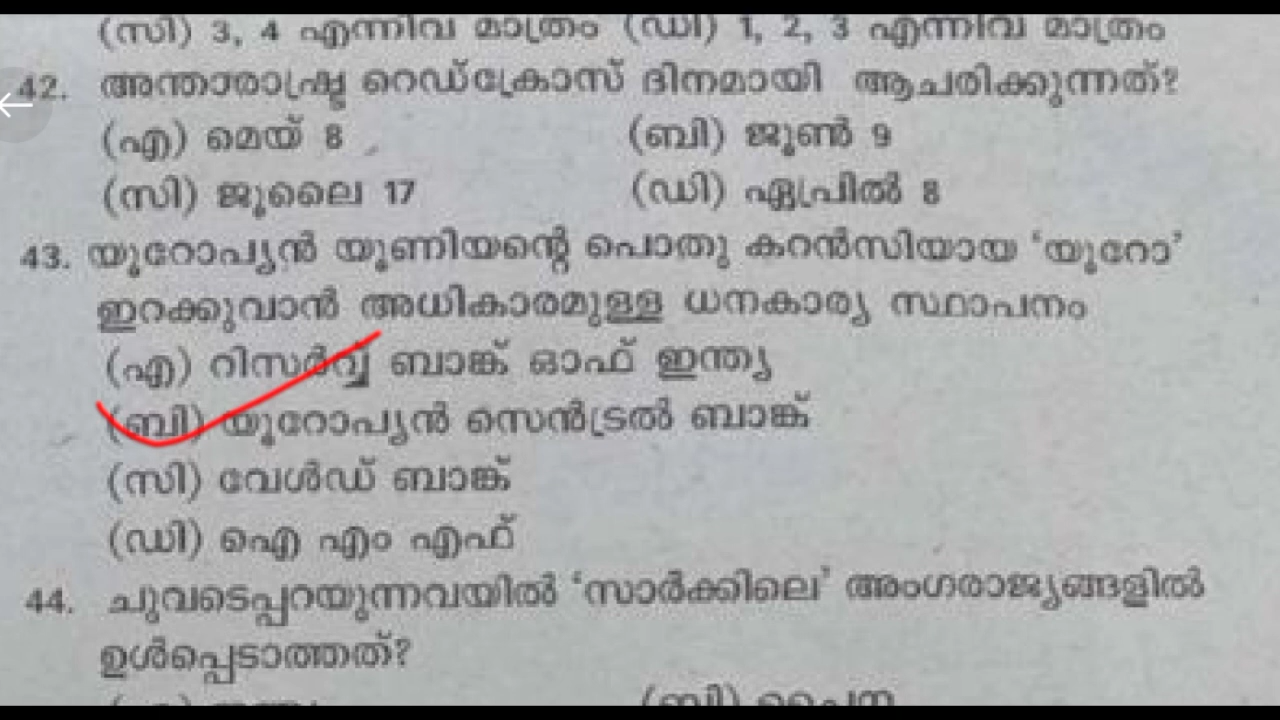 (സി) 3, 4 എന്നിവ മാത്രം (ഡി) 1, 2, 3 എന്നിവ മാത്രം
42. അന്താരാഷ്ട്ര റെഡ്ക്രോസ് ദിനമായി ആചരിക്കുന്നത്?
(എ) മെയ് 8 (ബി) ജൂൺ 9
(സി) ജൂലൈ 17 (ഡി) ഏപ്രിൽ 8
43. യൂറോപ്യൻ യൂണിയന്റെ പൊതു കറൻസിയായ ‘യൂറോ’
ഇറക്കുവാൻ അധികാരമുള്ള ധനകാര്യ സ്ഥാപനം
(എ) റിസർവ്വ് ബാങ്ക് ഓഫ് ഇന്ത്യ
(ബി) യൂറോപ്യൻ സെൻട്രൽ ബാങ്ക്
(സി) വേൾഡ് ബാങ്ക്
(ഡി) ഐ എം എഫ്
44. ചുവടെപ്പറയുന്നവയിൽ ‘സാർക്കിലെ’ അംഗരാജ്യങ്ങളിൽ
ഉൾപ്പെടാത്തത്?
(ബി) ചൈന